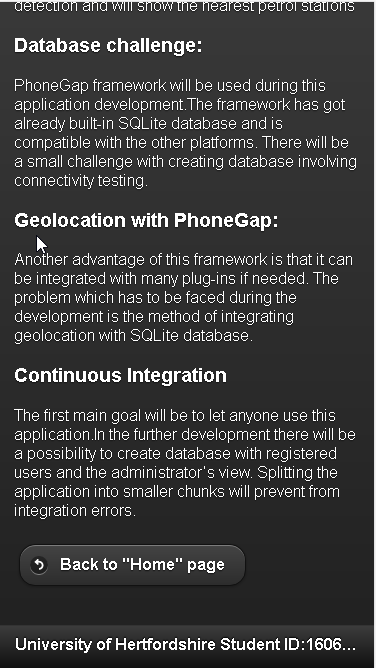 detection and will show the nearest petrol stations
Database challenge:
PhoneGap framework will be used during this
application development.The framework has got
already built-in SQLite database and is
compatible with the other platforms. There will be
a small challenge with creating database involving
connectivity testing.
Geolocation with PhoneGap:
Another advantage of this framework is that it can
be integrated with many plug-ins if needed. The
problem which has to be faced during the
development is the method of integrating
geolocation with SQLite database.
Continuous Integration
The first main goal will be to let anyone use this
application.In the further development there will be
a possibility to create database with registered
users and the administrator's view. Splitting the
application into smaller chunks will prevent from
integration errors.
Back to "Home" page
University of Hertfordshire Student ID:1606...